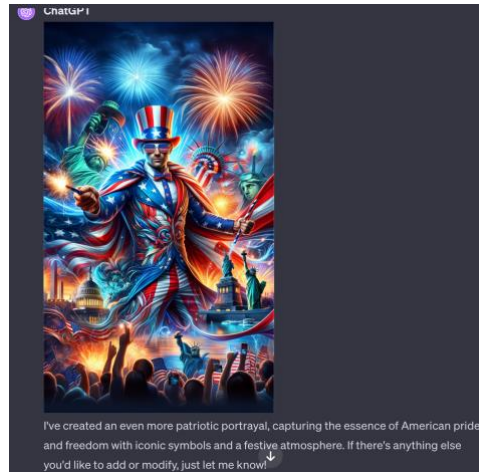 ChatGPT
I've created an even more patriotic portrayal, capturing the essence of American pride
and freedom with iconic symbols and a festive atmosphere. If there's anything else
you'd like to add or modify, just let me know!